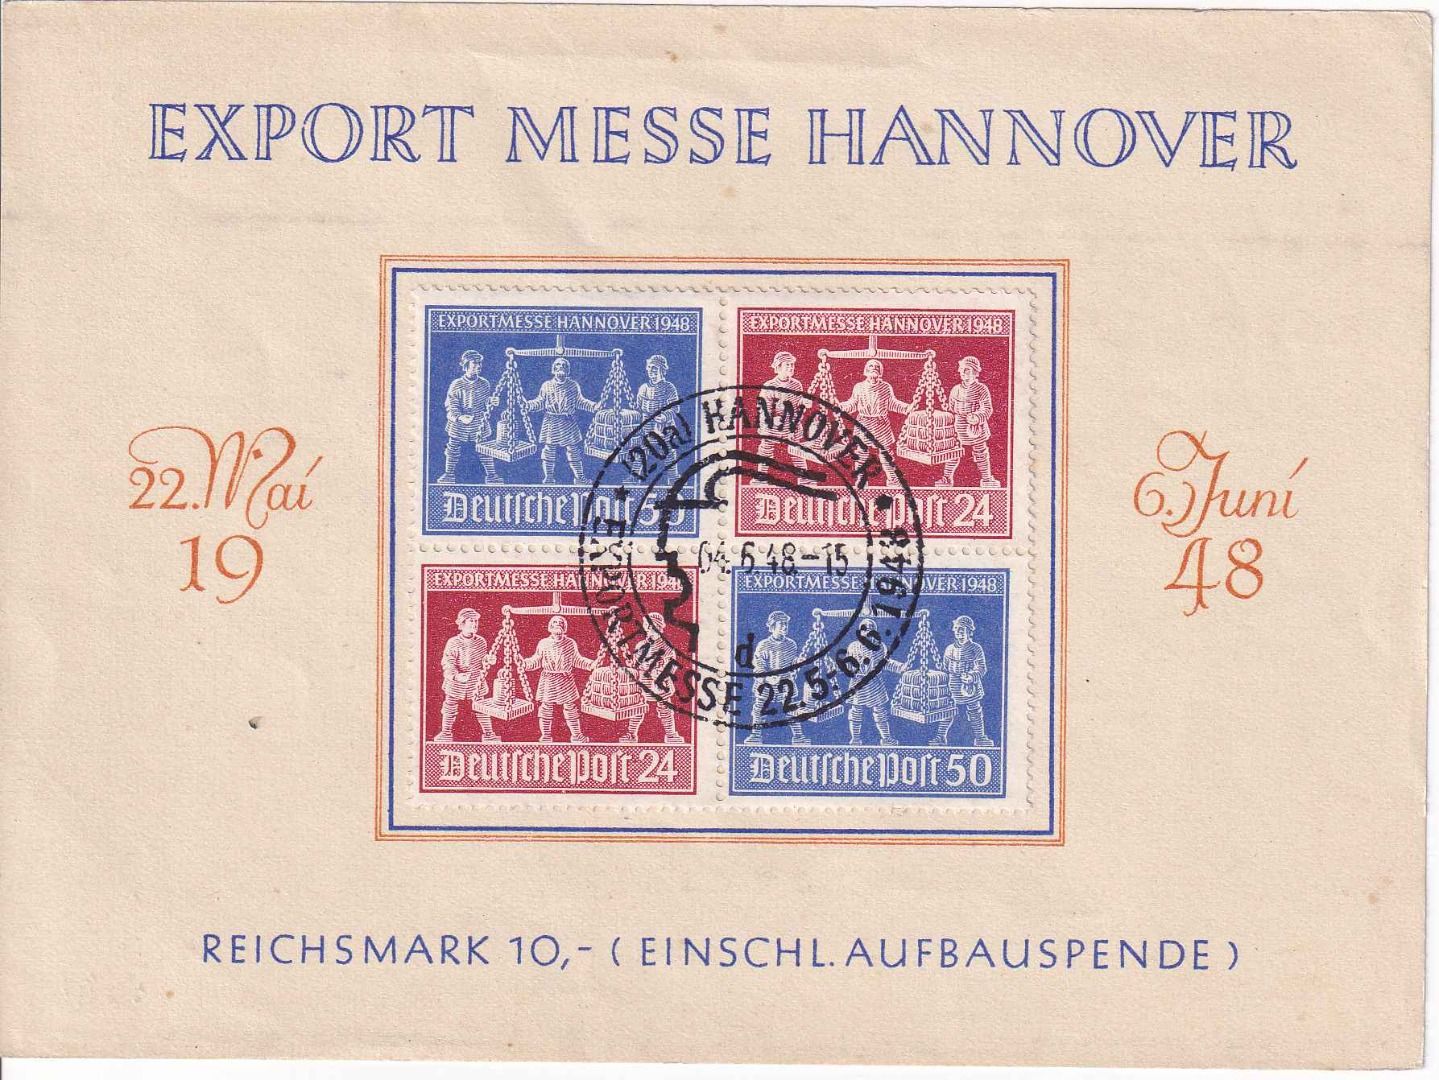 EXPORT MESSE HANNOVER
22. Mai
19
6. Juni
48
EXPORTMESSE HANNOVER 1948
Deutsche Post 50
EXPORTMESSE HANNOVER 1948
Deutsche Post 24
EXPORTMESSE HANNOVER 1948
Deutsche Post 24
EXPORTMESSE HANNOVER 1948
Deutsche Post 50
(20a) HANNOVER
04.6.48.-15
d
EXPORTMESSE 22.5-6.6.1948
REICHSMARK 10,- ( EINSCHL. AUFBAUSPENDE )